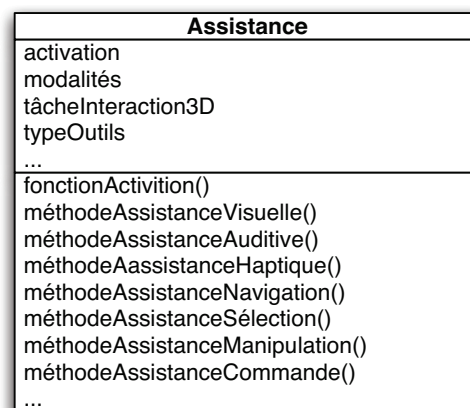 Assistance
activation
modalités
tâcheInteraction3D
typeOutils
...
fonctionActivition()
méthodeAssistanceVisuelle()
méthodeAssistanceAuditive()
méthodeAassistanceHaptique()
méthodeAssistanceNavigation()
méthodeAssistanceSélection()
méthodeAssistanceManipulation()
méthodeAssistanceCommande()
...